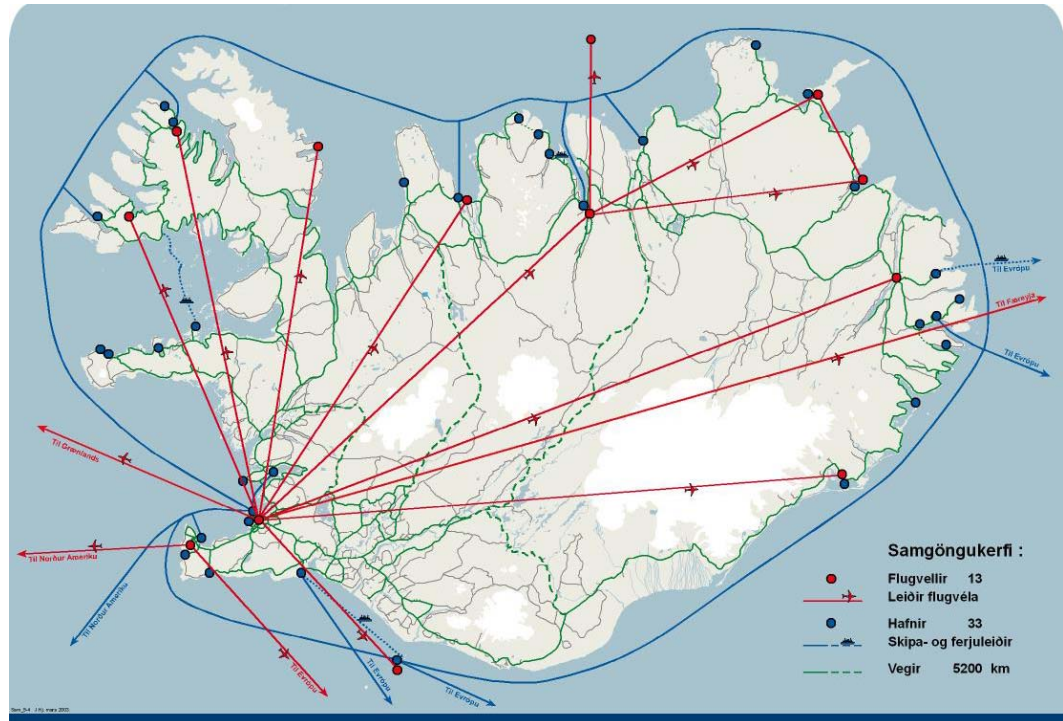 Til Evrópu
Til Færeyja
Til Evrópu
Til Grænlands
Til Norður Ameríku
Til Norður Ameríku
Til Evrópu
Til Evrópu
Til Evrópu
Samgöngukerfi :
Flugvellir 13
Leiðir flugvéla
Hafnir 33
Skipa- og ferjuleiðir
Vegir 5200 km